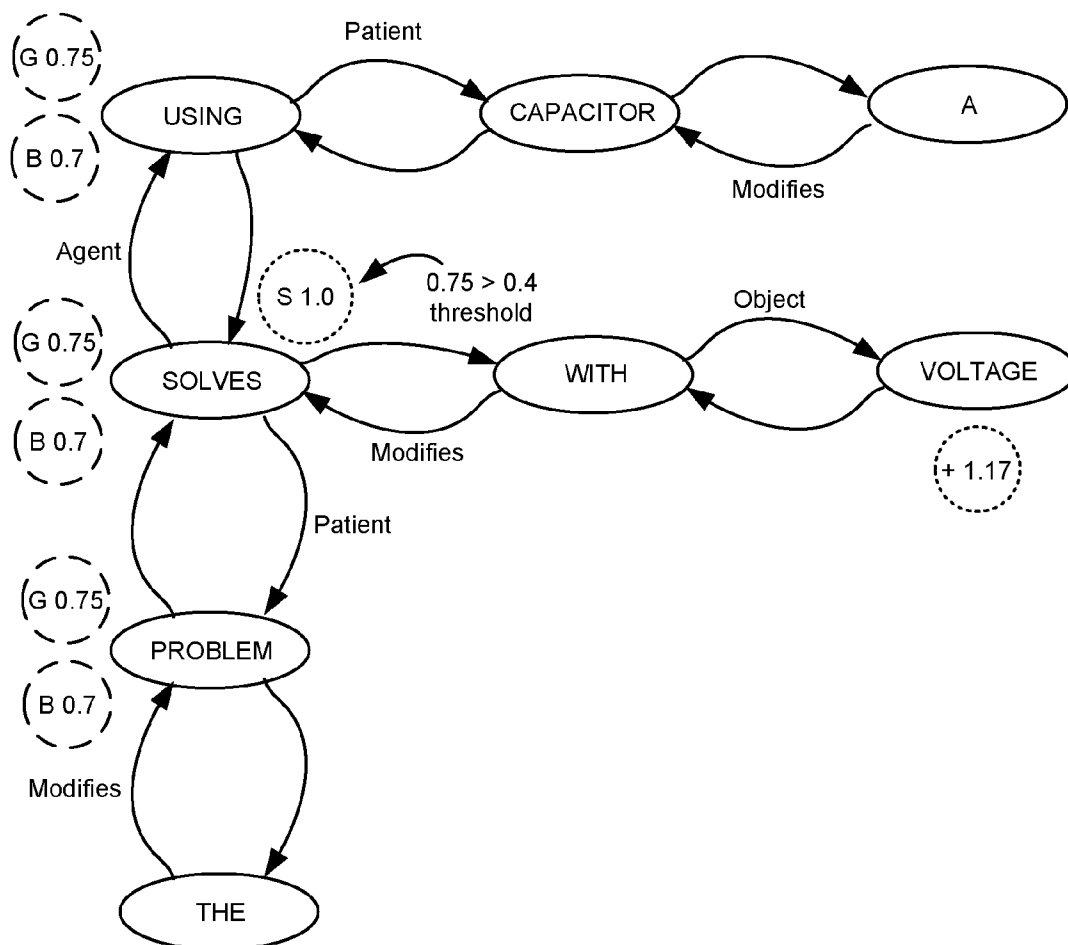 Patient
G 0.75
USING
CAPACITOR
A
B 0.7
Modifies
Agent
S 1.0
0.75 > 0.4
threshold
Object
G 0.75
SOLVES
WITH
VOLTAGE
B 0.7
Modifies
+ 1.17
Patient
G 0.75
PROBLEM
B 0.7
Modifies
THE